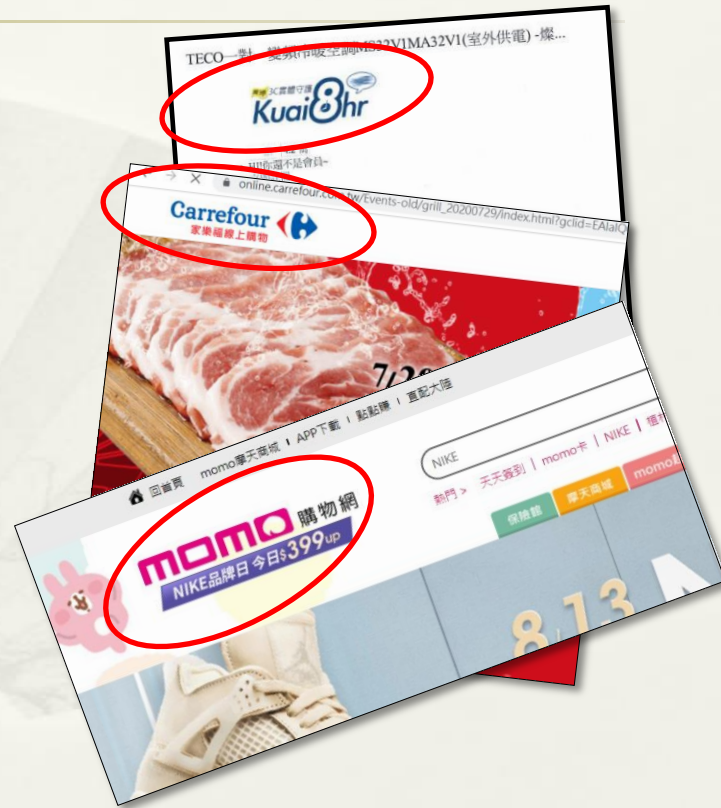 TECO一對一變頻冷暖空調MS32V1MA32V1(室外供電) -燦...
3C實體守護
Kuai8hr
HI!你還不是會員~
online.carrefour.com.tw/Events-old/grill_20200729/index.html?gclid=EAIaIQ
Carrefour
家樂福線上購物
回首頁 momo摩天商城 | APP下載 | 點點賺 | 直配大陸
NIKE
熱門 > 天天簽到 | momo卡 | NIKE |
保險館 摩天商城 momo
momo購物網
NIKE品牌日 今日$399up
8.13